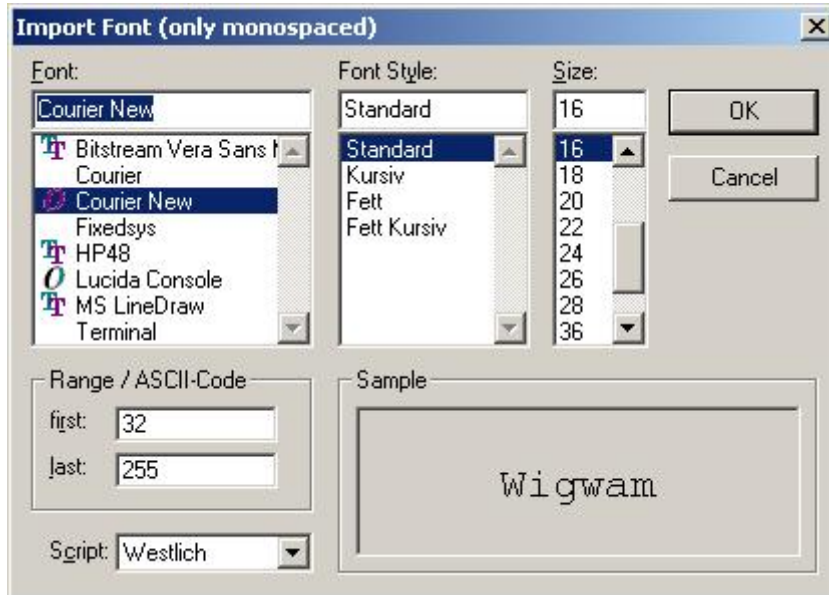 Import Font (only monospaced)
Font:
Font Style:
Size:
Courier New
Standard
16
OK
Bitstream Vera Sans
Courier
Courier New
Fixedsys
HP48
Lucida Console
MS LineDraw
Terminal
Standard
Kursiv
Fett
Fett Kursiv
16
18
20
22
24
26
28
36
Cancel
Range / ASCII-Code
first: 32
last: 255
Script: Westlich
Sample
Wigwam